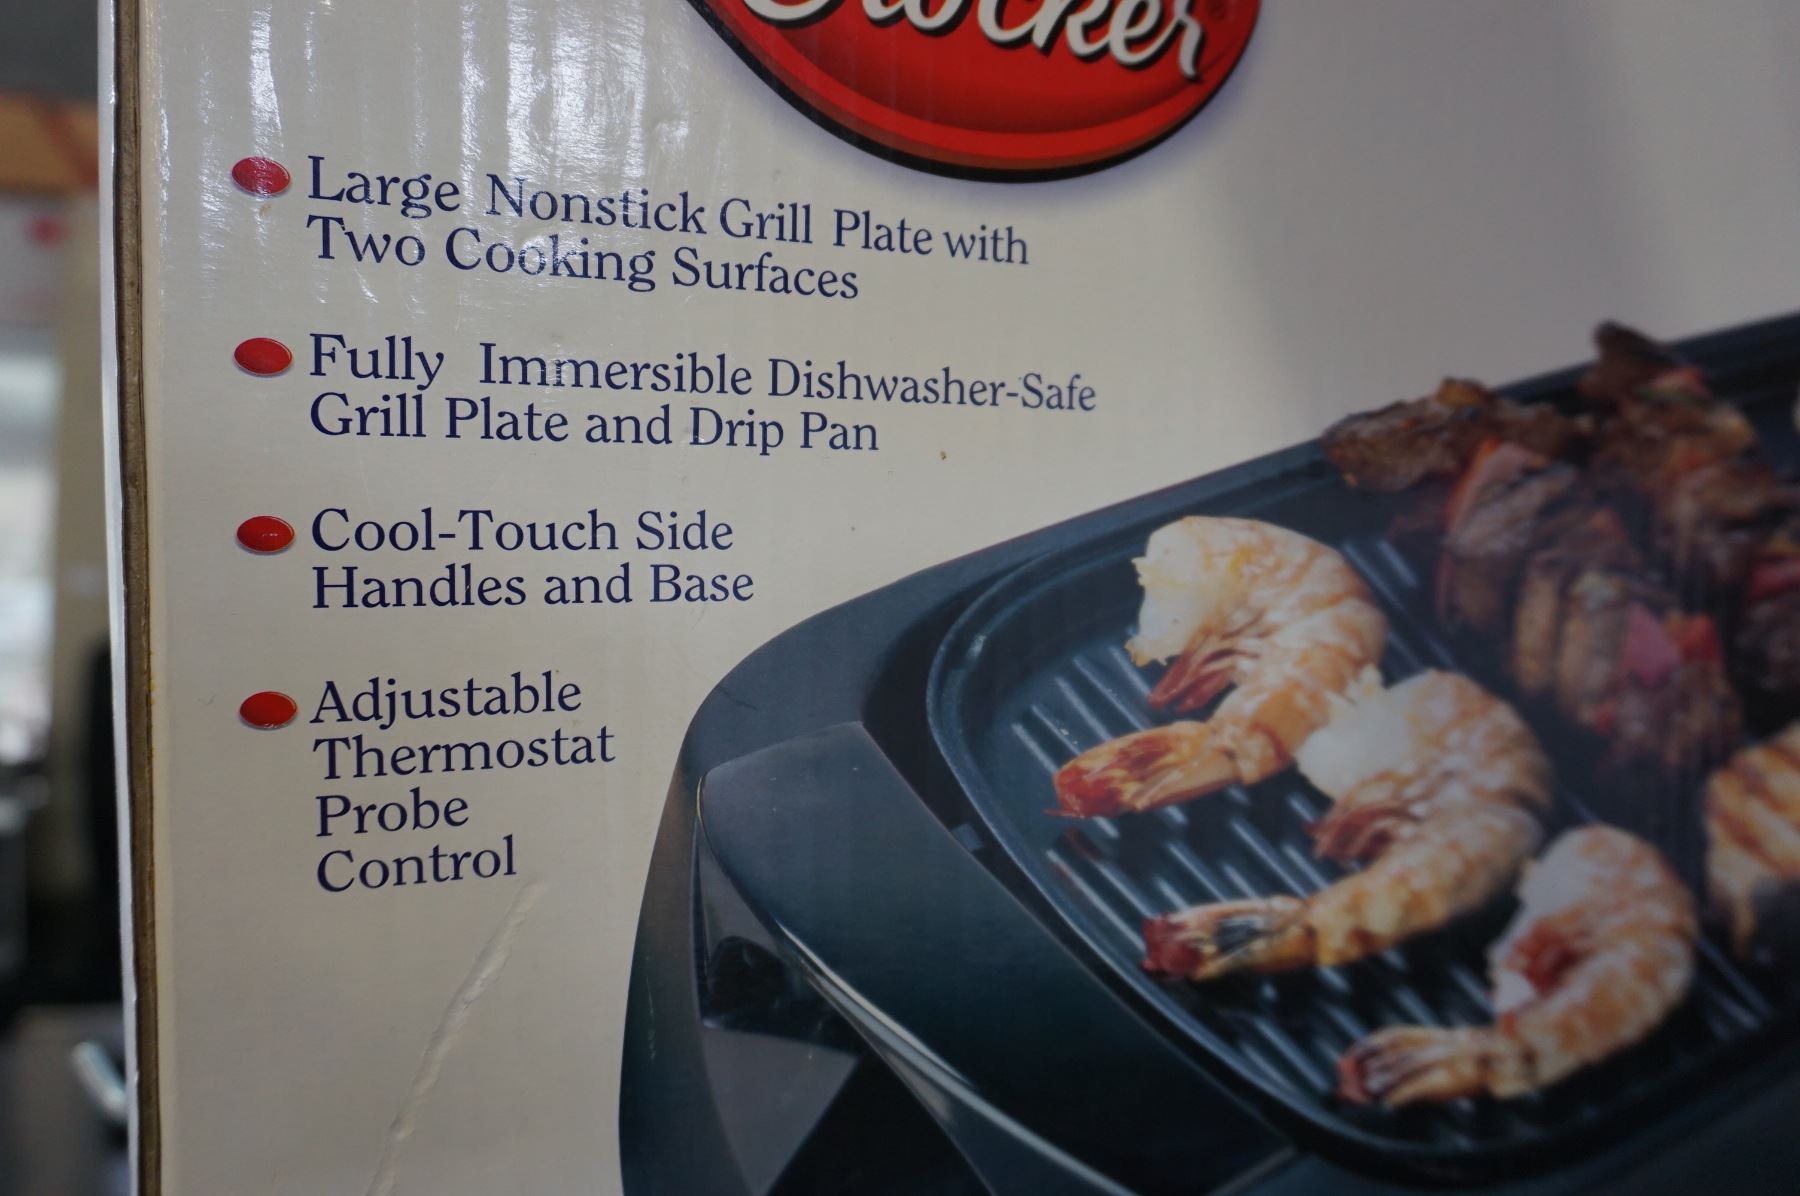 Crocker
Large Nonstick Grill Plate with
Two Cooking Surfaces
Fully Immersible Dishwasher-Safe
Grill Plate and Drip Pan
Cool-Touch Side
Handles and Base
Adjustable
Thermostat
Probe
Control